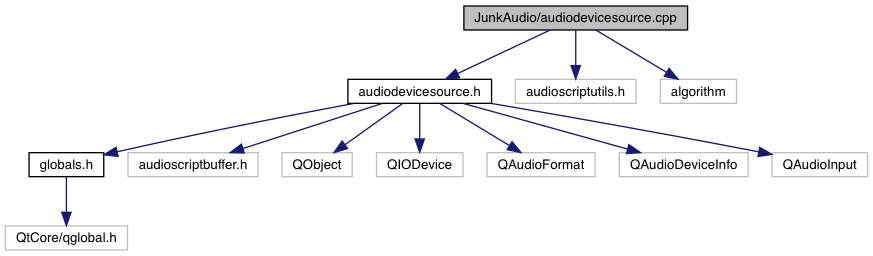 JunkAudio/audiodevicesource.cpp
audiodevicesource.h
audioscriptutils.h
algorithm
globals.h
audioscriptbuffer.h
QObject
QIODevice
QAudioFormat
QAudioDeviceInfo
QAudioInput
QtCore/qglobal.h